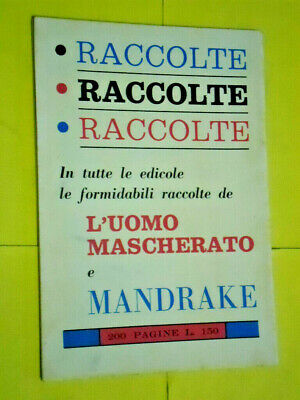 • RACCOLTE
• RACCOLTE
• RACCOLTE
In tutte le edicole
le formidabili raccolte de
L'UOMO
MASCHERATO
e
MANDRAKE
200 PAGINE L. 150